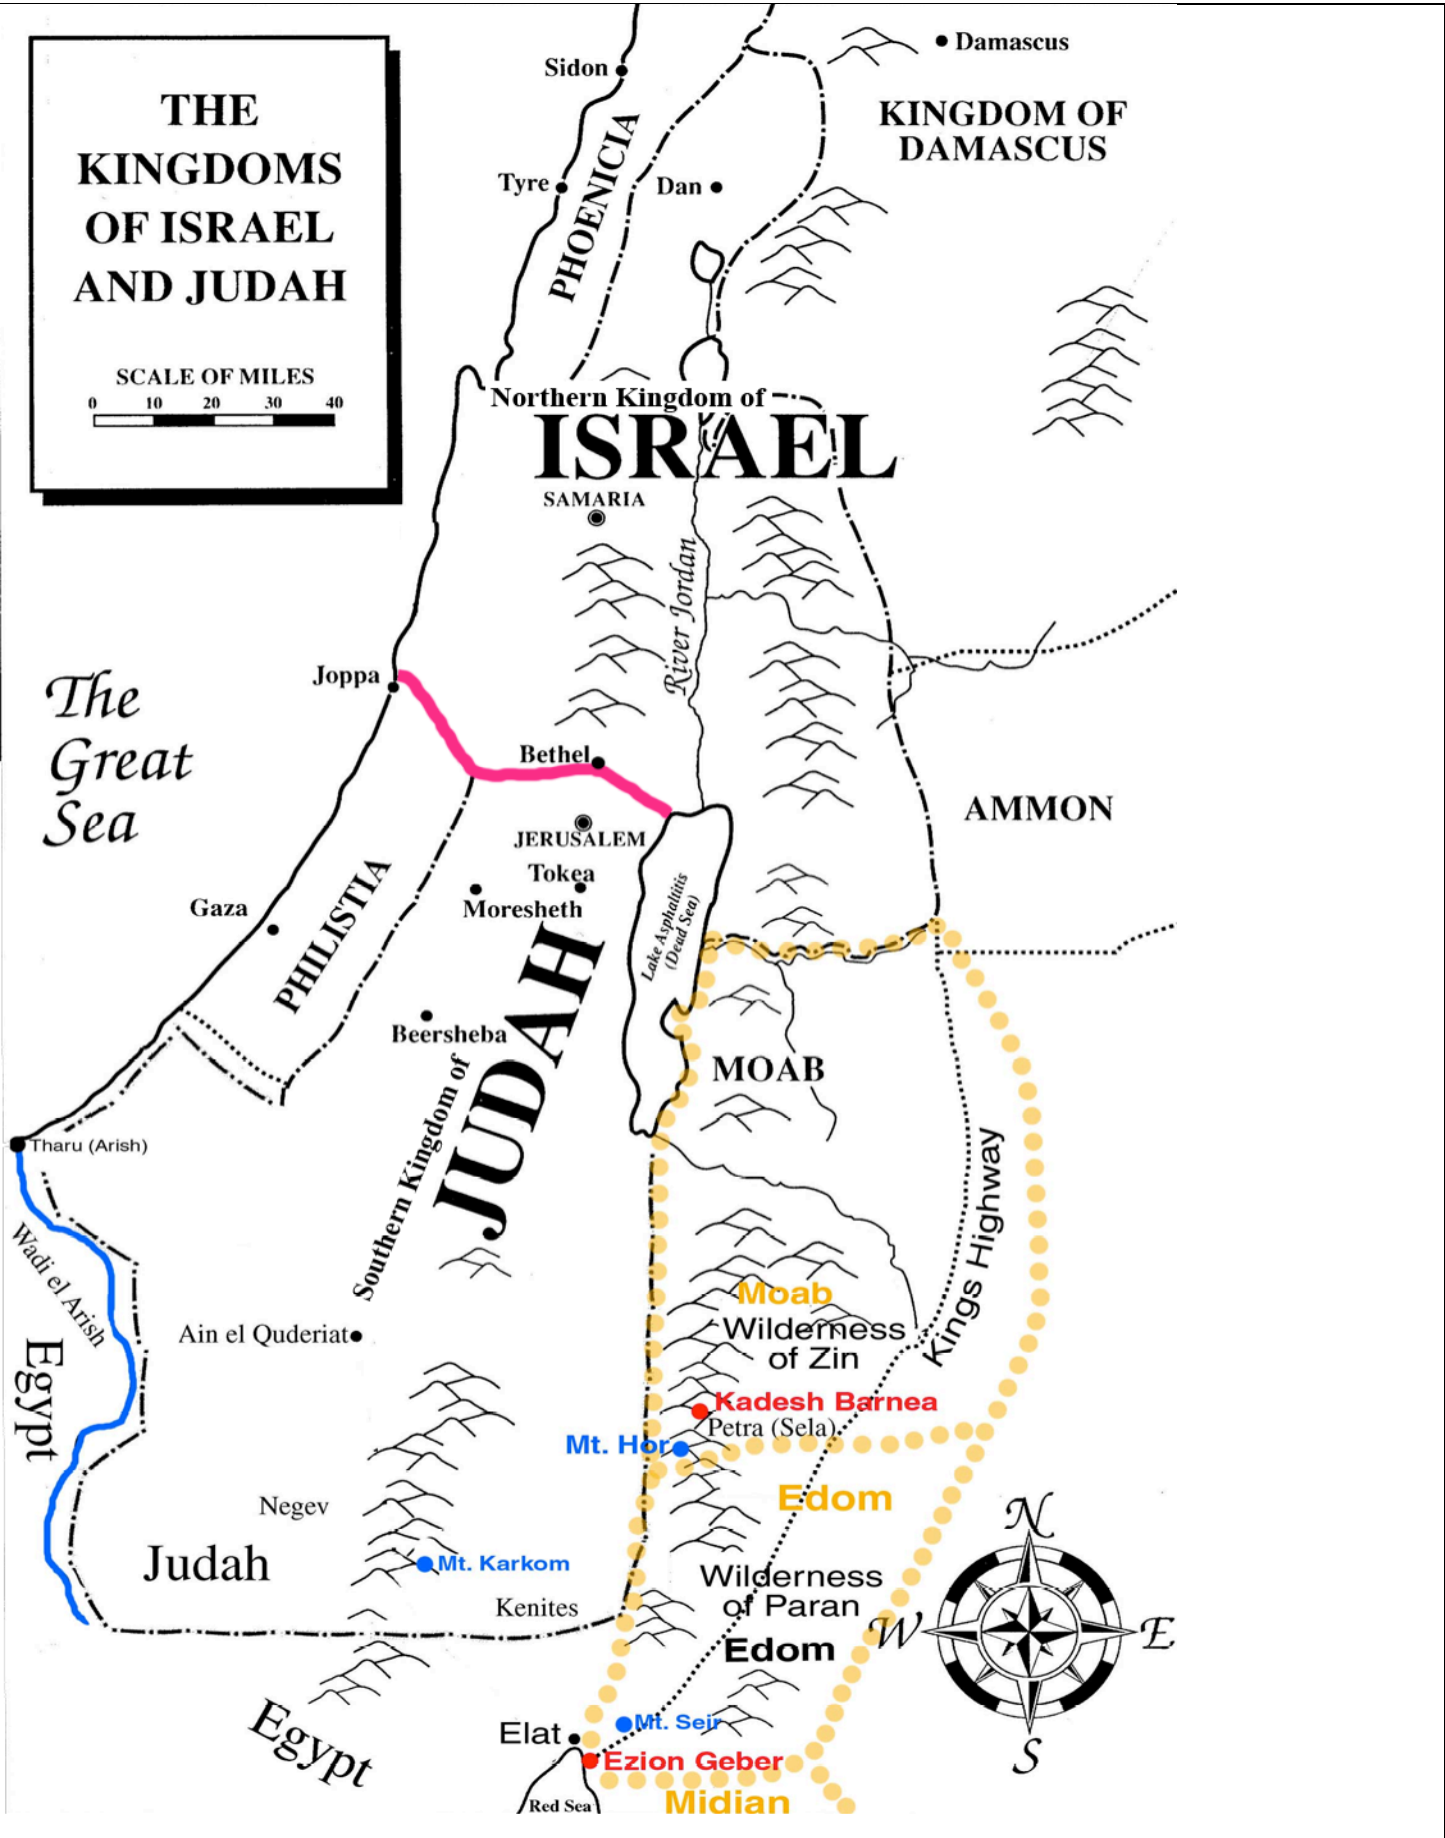 THE
KINGDOMS
OF ISRAEL
AND JUDAH
SCALE OF MILES
0 10 20 30 40
Sidon
Damascus
KINGDOM OF
DAMASCUS
Tyre
PHOENICIA
Dan
Northern Kingdom of
ISRAEL
SAMARIA
River Jordan
Joppa
The
Great
Sea
Bethel
AMMON
JERUSALEM
Tokea
Moresheth
Gaza
PHILISTIA
Lake Asphaltitis
(Dead Sea)
Beersheba
Southern Kingdom of
JUDAH
MOAB
Tharu (Arish)
Wadi el Arish
Egypt
Kings Highway
Moab
Wilderness
of Zin
Ain el Quderiat
Kadesh Barnea
Petra (Sela)
Mt. Hor
Edom
Negev
N
Judah
Mt. Karkom
Wilderness
of Paran
Kenites
Edom
W
E
S
Egypt
Elat
Mt. Seir
Ezion Geber
Red Sea
Midian